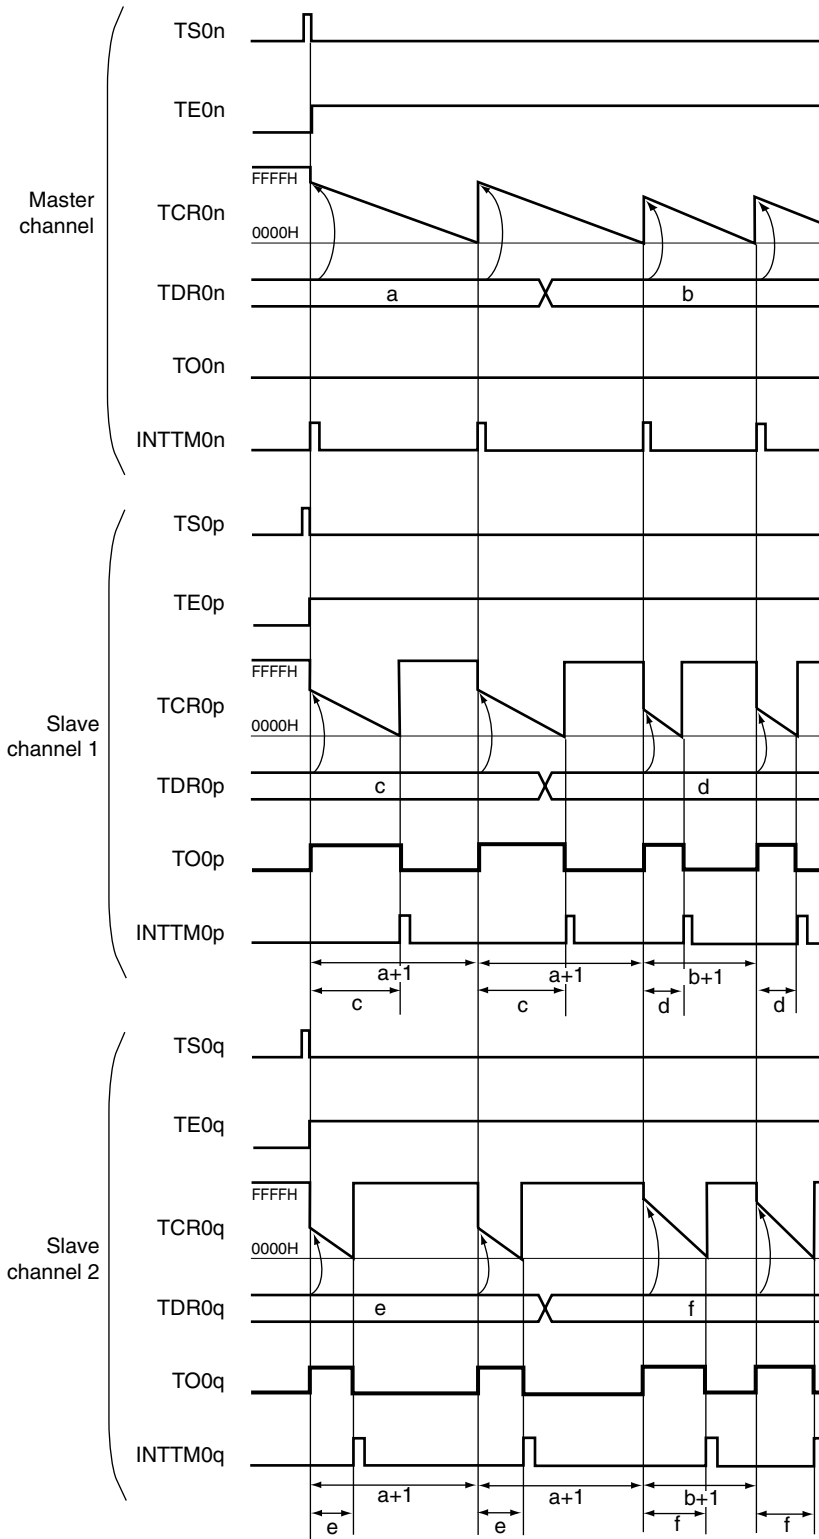 TS0n
TE0n
Master
channel
FFFFH
TCR0n
0000H
TDR0n
a
b
TO0n
INTTM0n
TS0p
TE0p
Slave
channel 1
FFFFH
TCR0p
0000H
TDR0p
c
d
TO0p
INTTM0p
a+1
a+1
b+1
c
c
d
d
TS0q
TE0q
Slave
channel 2
FFFFH
TCR0q
0000H
TDR0q
e
f
TO0q
INTTM0q
a+1
a+1
b+1
e
e
f
f